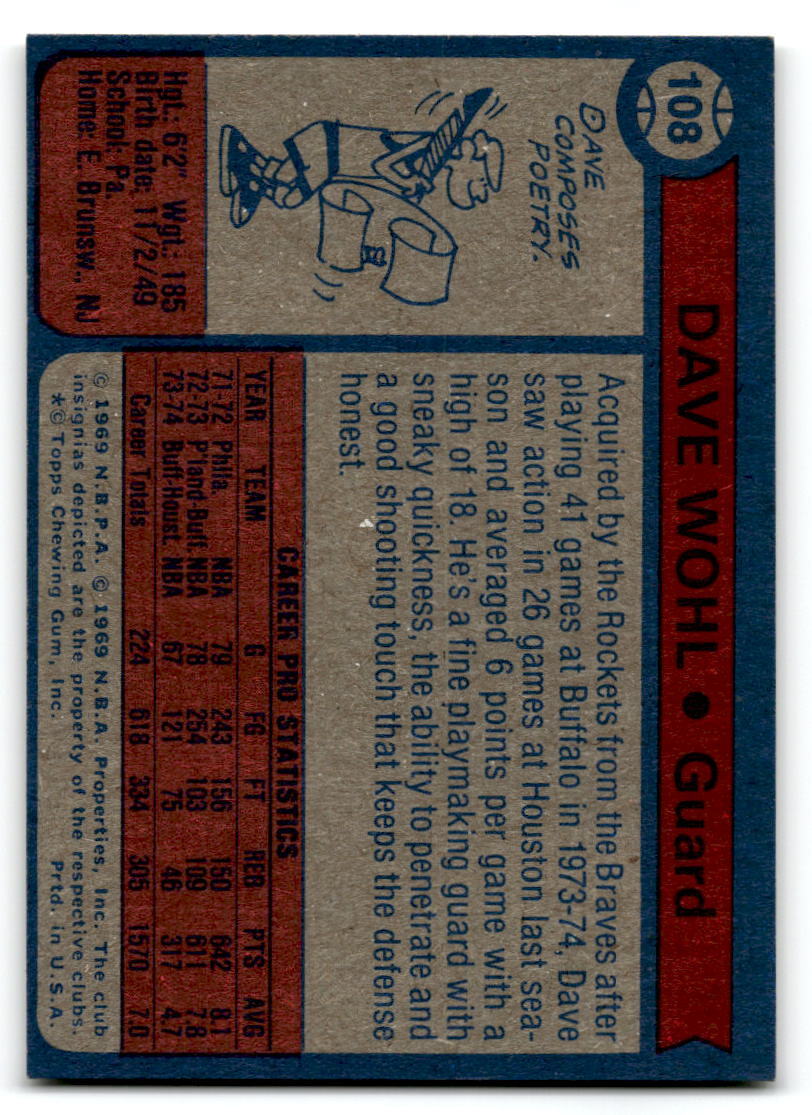 108
DAVE WOHL • Guard
DAVE
COMPOSES
POETRY.
Hgt.: 6'2" Wgt.: 185
Birth date: 11/2/49
School: Pa.
Home: E. Brunsw., NJ
Acquired by the Rockets from the Braves after
playing 41 games at Buffalo in 1973-74, Dave
saw action in 26 games at Houston last sea-
son and averaged 6 points per game with a
high of 18. He's a fine playmaking guard with
sneaky quickness, the ability to penetrate and
a good shooting touch that keeps the defense
honest.
CAREER PRO STATISTICS
YEAR TEAM G FG FT REB PTS AVG
71-72 Phila. NBA 79 243 156 150 642 8.1
72-73 P'land-Buff. NBA 78 254 103 109 611 7.8
73-74 Buff-Houst. NBA 67 121 75 46 317 4.7
Career Totals 224 618 334 305 1570 7.0
© 1969 N.B.P.A. © 1969 N.B.A. Properties, Inc. The club
insignias depicted are the property of the respective clubs.
*© Topps Chewing Gum, Inc. Prtd. in U.S.A.